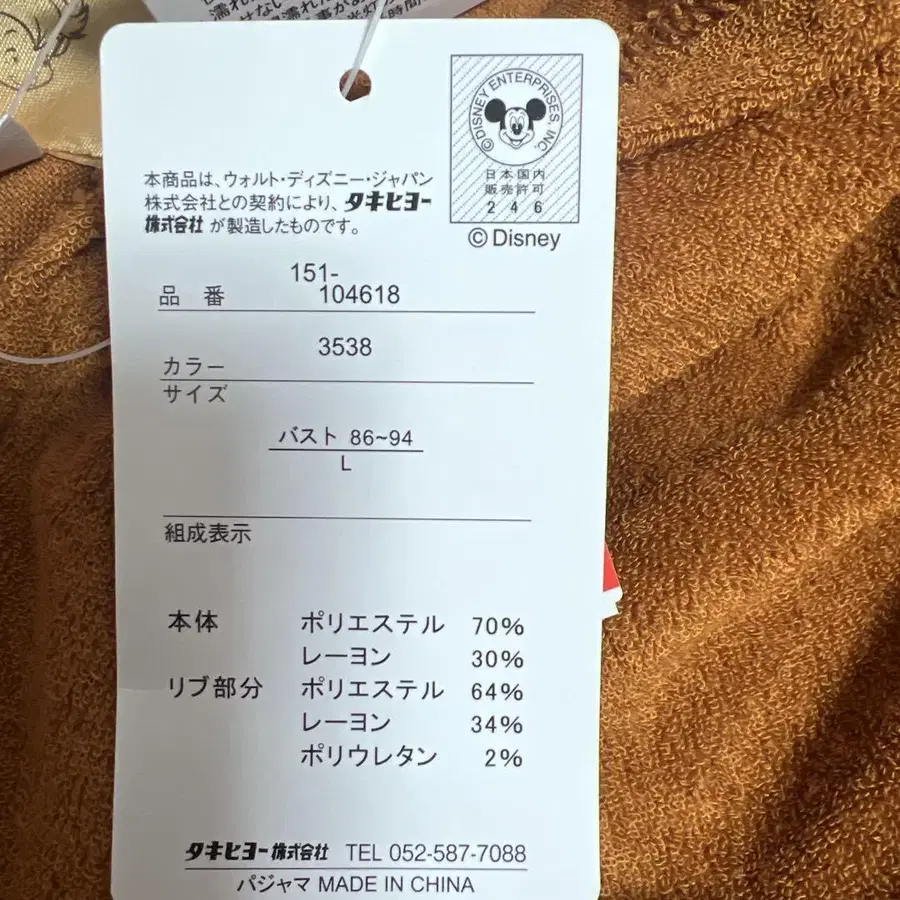 ©DISNEY ENTERPRISES, INC.
日本国内
販売許可
246
©Disney
本商品は、ウォルト・ディズニー・ジャパン
株式会社との契約により、タキヒヨー
株式会社が製造したものです。
151-
品 番 104618
カラー 3538
サイズ
バスト 86~94
L
組成表示
本体 ポリエステル 70%
レーヨン 30%
リブ部分 ポリエステル 64%
レーヨン 34%
ポリウレタン 2%
タキヒヨー株式会社 TEL 052-587-7088
パジャマ MADE IN CHINA